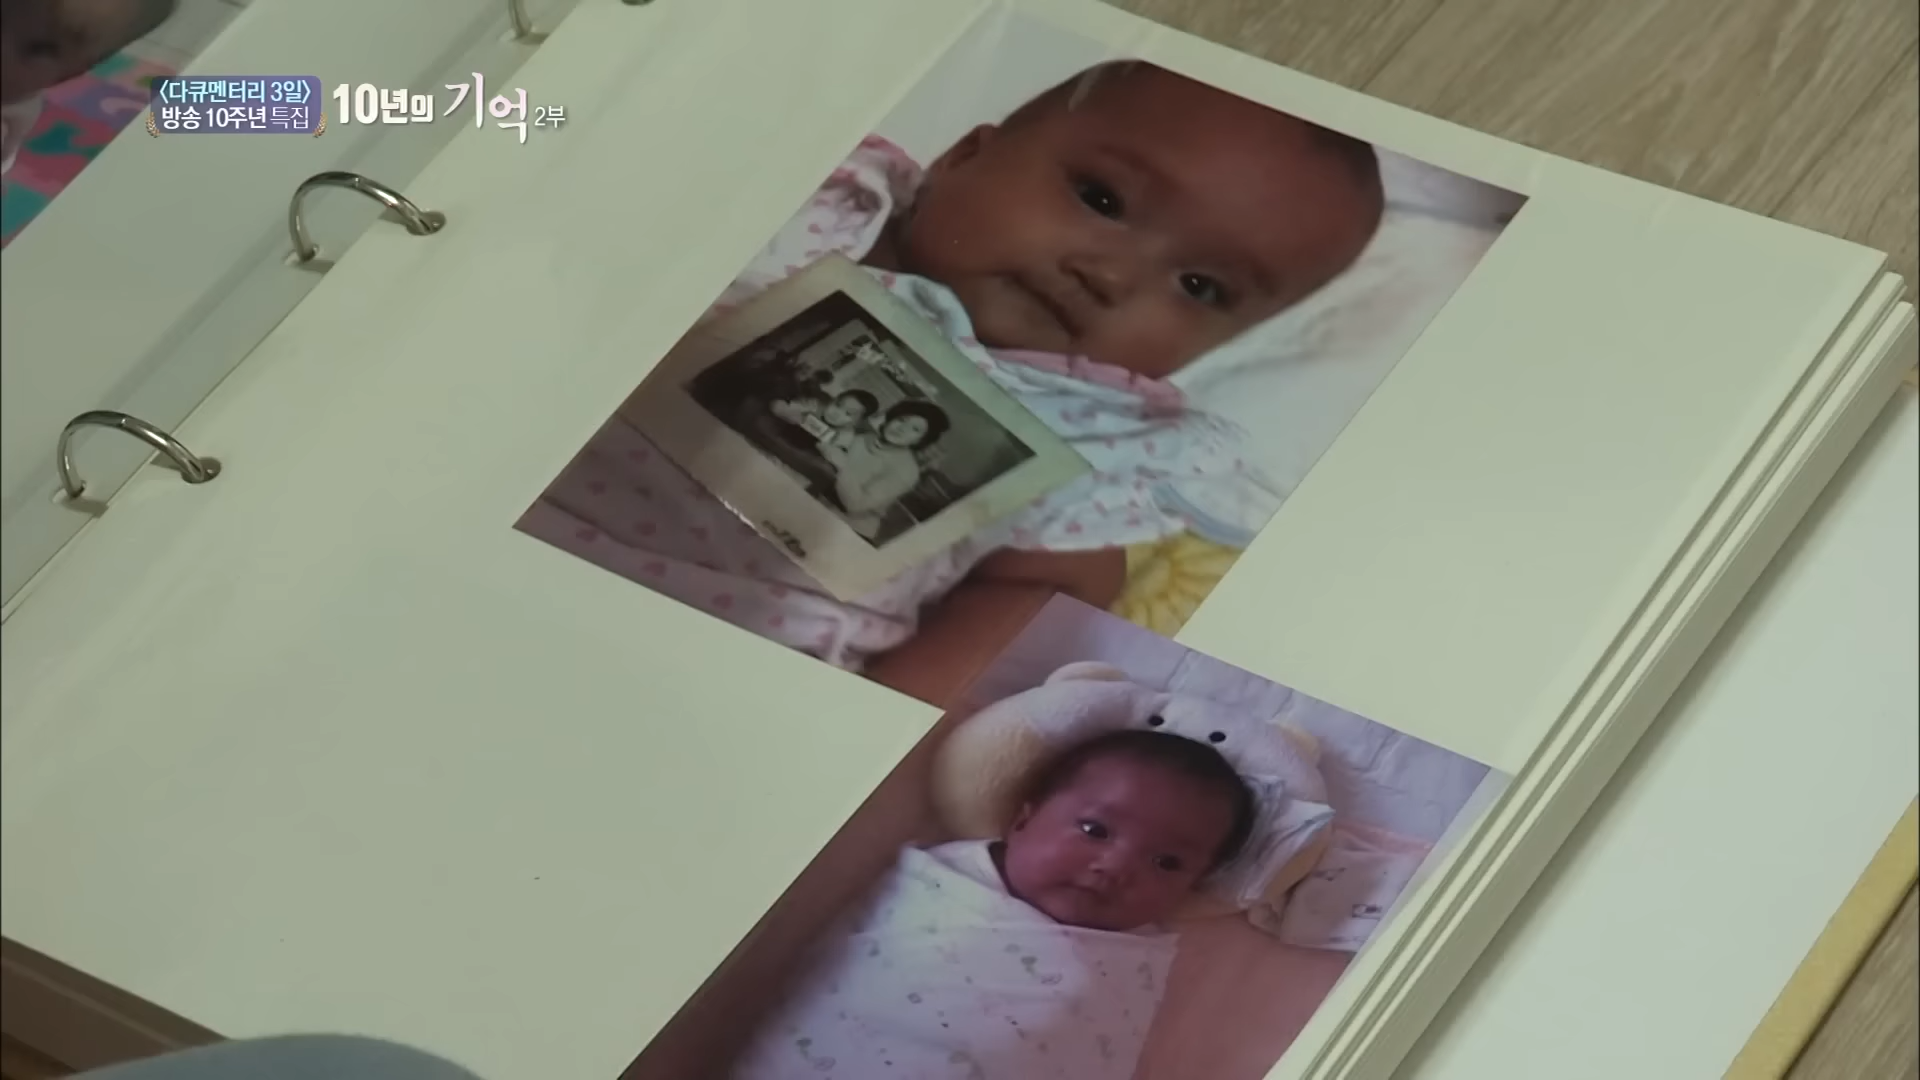 〈다큐멘터리 3일〉
방송 10주년 특집
10년의 기억 2부